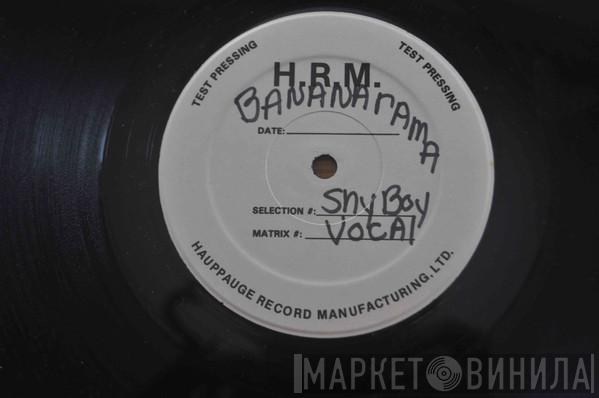 TEST PRESSING
TEST PRESSING
H.R.M.
BANANArAMA
DATE:
SELECTION #: ShyBoy
MATRIX #: VOCAl
HAUPPAUGE RECORD MANUFACTURING, LTD.
МАРКЕТ ВИНИЛА